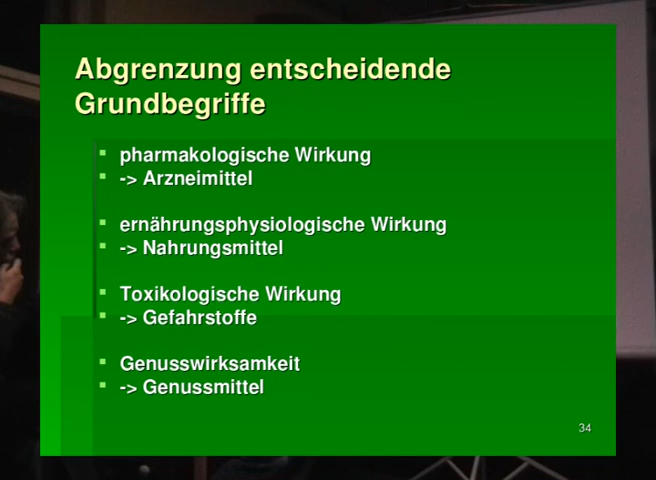 Abgrenzung entscheidende
Grundbegriffe
pharmakologische Wirkung
-> Arzneimittel
ernährungsphysiologische Wirkung
-> Nahrungsmittel
Toxikologische Wirkung
-> Gefahrstoffe
Genusswirksamkeit
-> Genussmittel
34